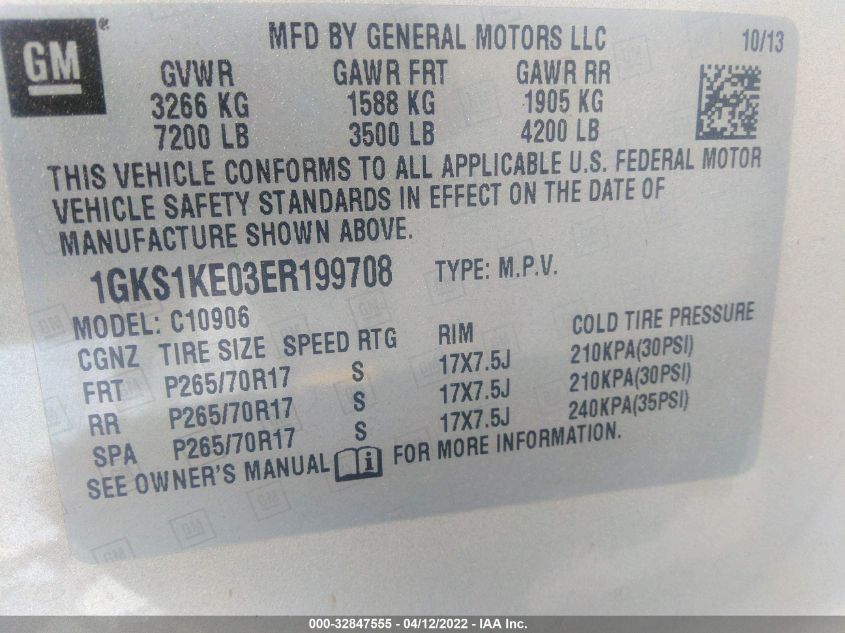 GM ® MFD BY GENERAL MOTORS LLC 10/13
GVWR GAWR FRT GAWR RR
3266 KG 1588 KG 1905 KG
7200 LB 3500 LB 4200 LB
THIS VEHICLE CONFORMS TO ALL APPLICABLE U.S. FEDERAL MOTOR
VEHICLE SAFETY STANDARDS IN EFFECT ON THE DATE OF
MANUFACTURE SHOWN ABOVE.
1GKS1KE03ER199708 TYPE: M.P.V.
MODEL: C10906
CGNZ TIRE SIZE SPEED RTG RIM COLD TIRE PRESSURE
FRT P265/70R17 S 17X7.5J 210KPA(30PSI)
RR P265/70R17 S 17X7.5J 210KPA(30PSI)
SPA P265/70R17 S 17X7.5J 240KPA(35PSI)
SEE OWNER'S MANUAL i FOR MORE INFORMATION.
000-32847555 - 04/12/2022 - IAA Inc.